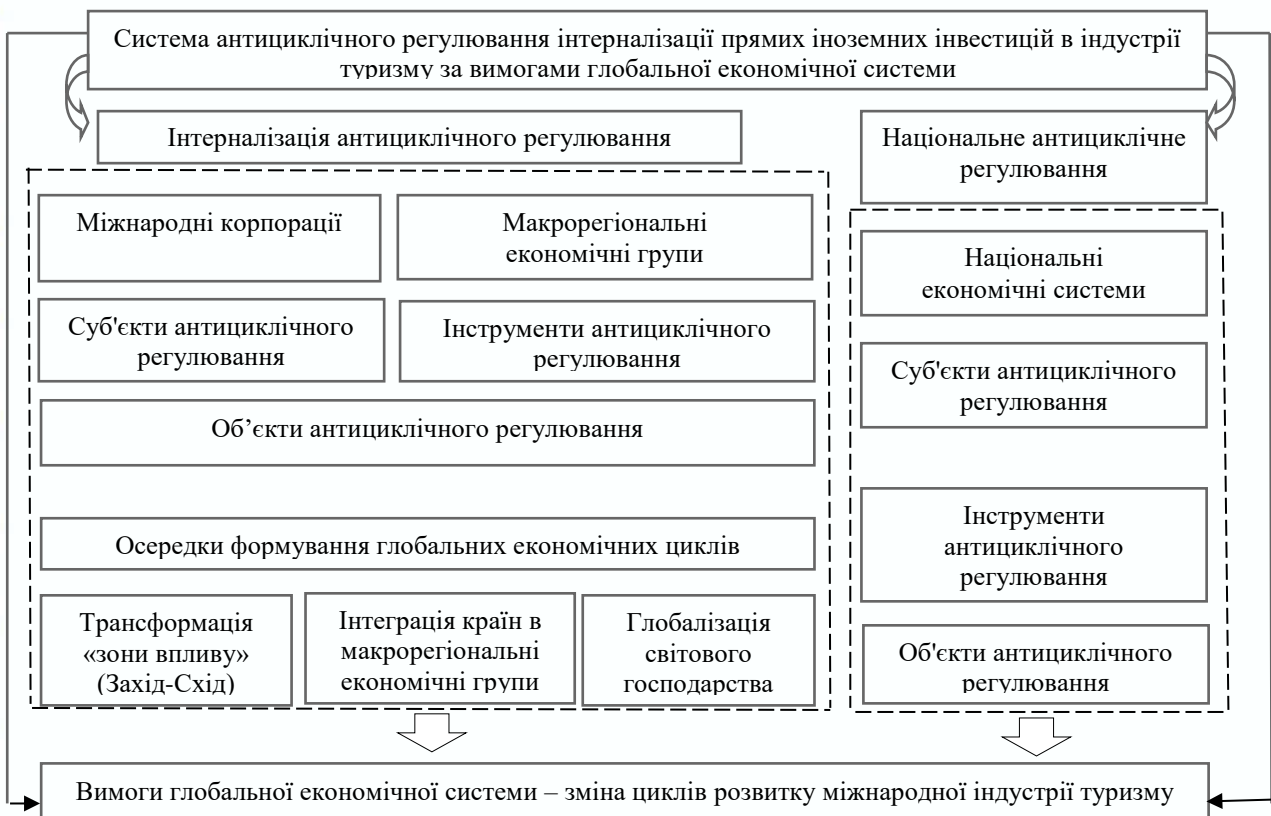 Система антициклічного регулювання інтерналізації прямих іноземних інвестицій в індустрії
туризму за вимогами глобальної економічної системи
Інтерналізація антициклічного регулювання
Національне антициклічне
регулювання
Міжнародні корпорації
Макрорегіональні
економічні групи
Суб'єкти антициклічного
регулювання
Інструменти антициклічного
регулювання
Об’єкти антициклічного регулювання
Осередки формування глобальних економічних циклів
Трансформація
«зони впливу»
(Захід-Схід)
Інтеграція країн в
макрорегіональні
економічні групи
Глобалізація
світового
господарства
Національні
економічні системи
Суб'єкти антициклічного
регулювання
Інструменти
антициклічного
регулювання
Об'єкти антициклічного
регулювання
Вимоги глобальної економічної системи – зміна циклів розвитку міжнародної індустрії туризму